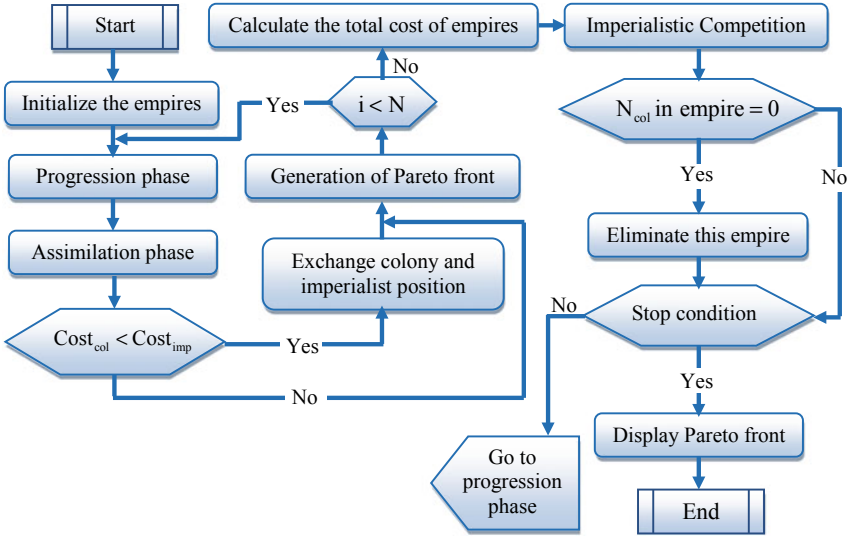 Start
Initialize the empires
Progression phase
Assimilation phase
Cost_col < Cost_imp
Yes
No
Exchange colony and
imperialist position
Generation of Pareto front
i < N
Yes
No
Calculate the total cost of empires
Imperialistic Competition
N_col in empire = 0
Yes
No
Eliminate this empire
Stop condition
No
Yes
Go to
progression
phase
Display Pareto front
End